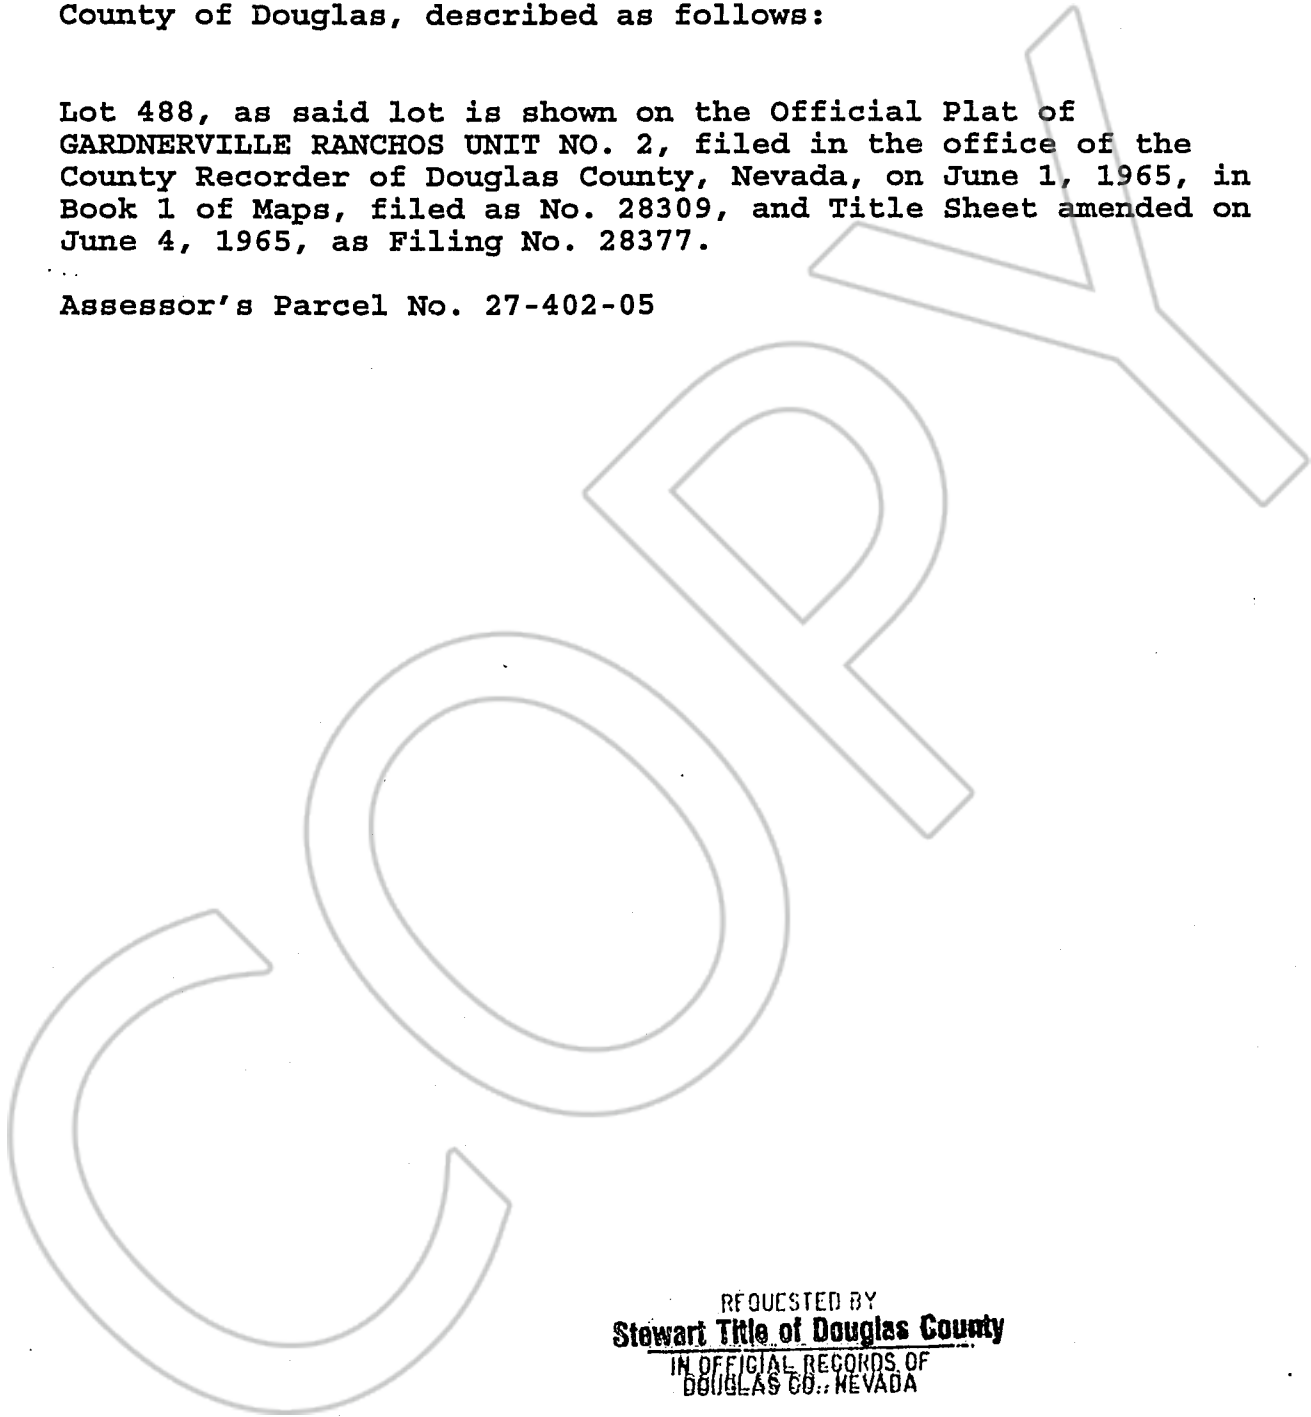 County of Douglas, described as follows:
Lot 488, as said lot is shown on the Official Plat of
GARDNERVILLE RANCHOS UNIT NO. 2, filed in the office of the
County Recorder of Douglas County, Nevada, on June 1, 1965, in
Book 1 of Maps, filed as No. 28309, and Title Sheet amended on
June 4, 1965, as Filing No. 28377.
Assessor's Parcel No. 27-402-05
COPY
REQUESTED BY
Stewart Title of Douglas County
IN OFFICIAL RECORDS OF
DOUGLAS CO., NEVADA